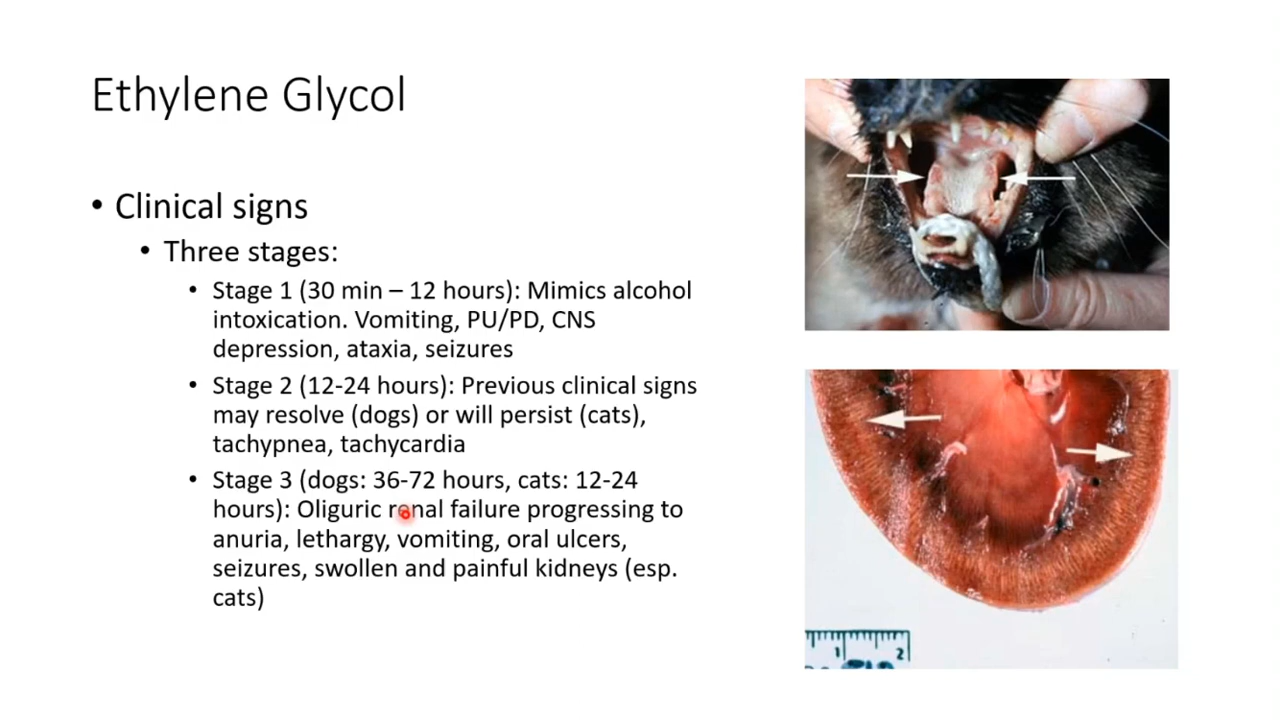 Ethylene Glycol
• Clinical signs
• Three stages:
• Stage 1 (30 min – 12 hours): Mimics alcohol
intoxication. Vomiting, PU/PD, CNS
depression, ataxia, seizures
• Stage 2 (12-24 hours): Previous clinical signs
may resolve (dogs) or will persist (cats),
tachypnea, tachycardia
• Stage 3 (dogs: 36-72 hours, cats: 12-24
hours): Oliguric renal failure progressing to
anuria, lethargy, vomiting, oral ulcers,
seizures, swollen and painful kidneys (esp.
cats)
1 2